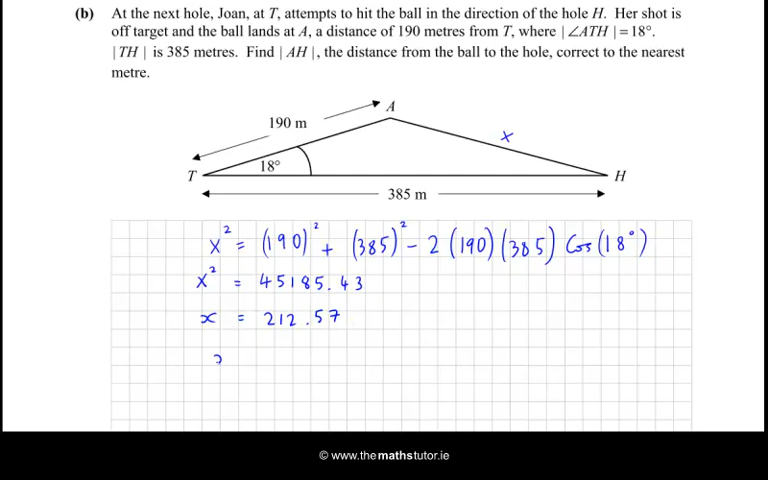 (b) At the next hole, Joan, at T, attempts to hit the ball in the direction of the hole H. Her shot is
off target and the ball lands at A, a distance of 190 metres from T, where |∠ATH| = 18°.
|TH| is 385 metres. Find |AH|, the distance from the ball to the hole, correct to the nearest
metre.
A
190 m
x
18°
T
H
385 m
x² = (190)² + (385)² - 2 (190) (385) Cos (18°)
x² = 45185.43
x = 212.57
© www.themathstutor.ie